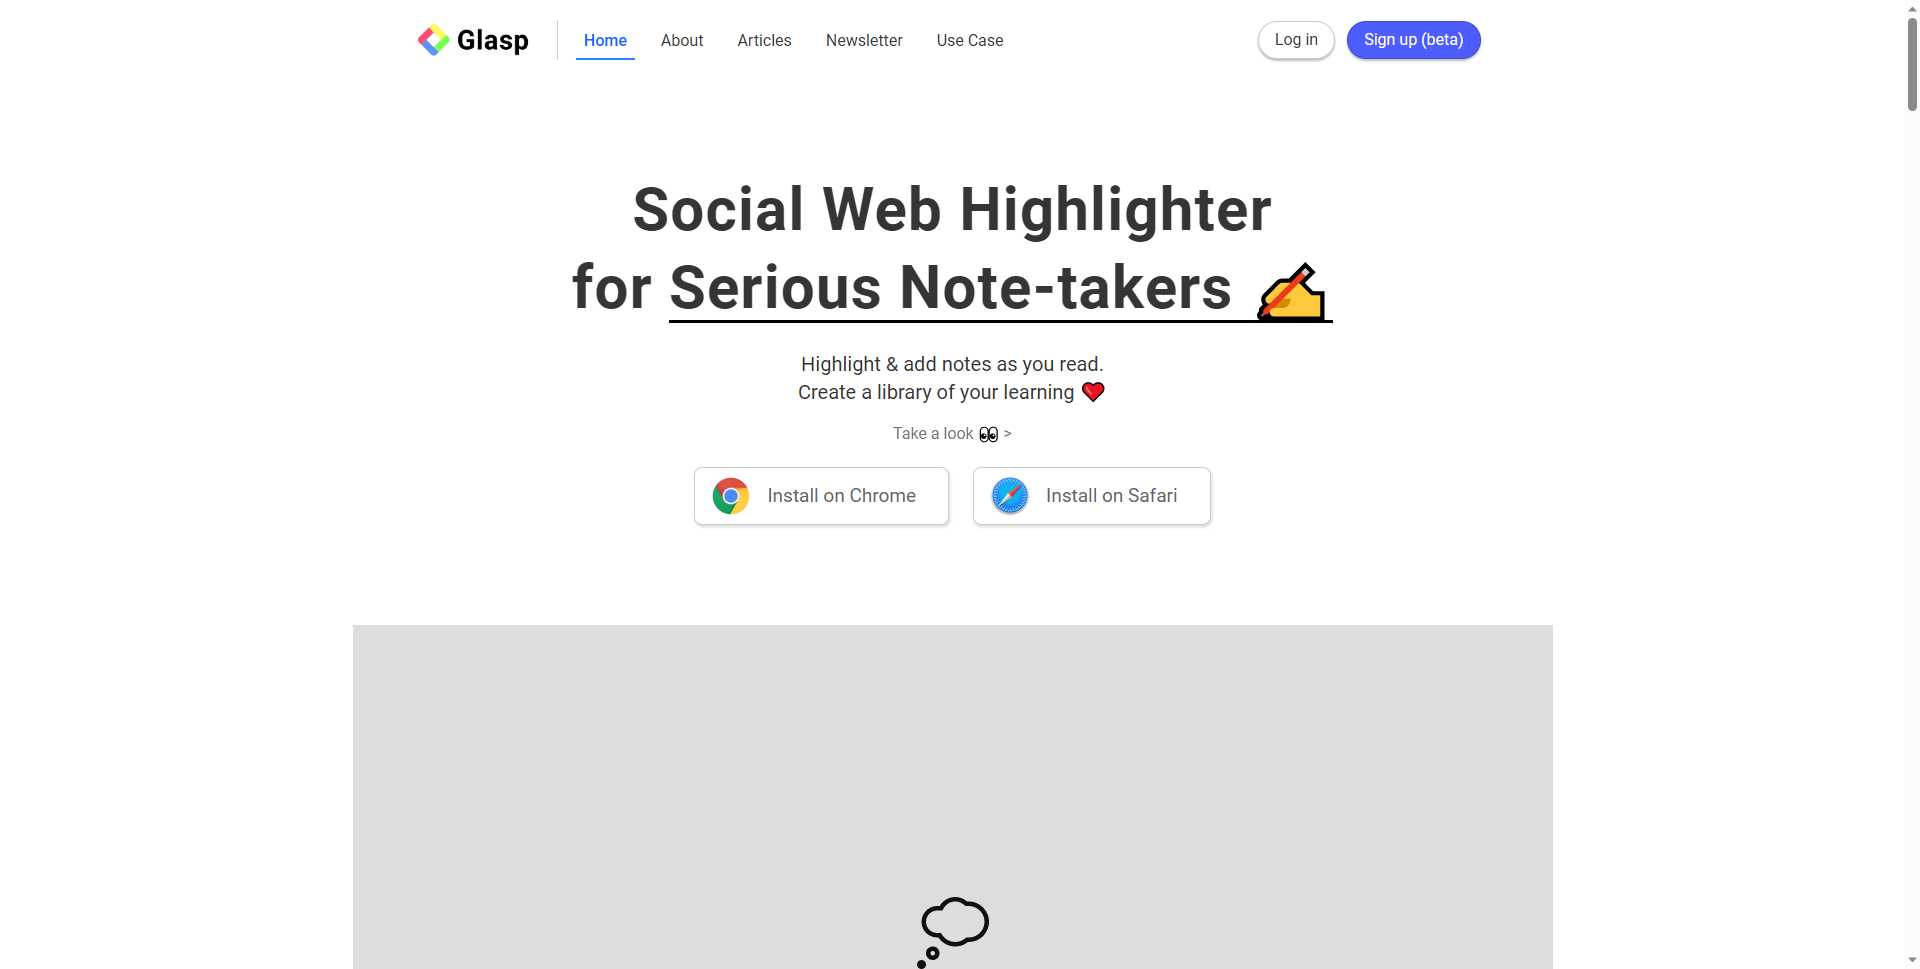 Glasp
Home
About
Articles
Newsletter
Use Case
Log in
Sign up (beta)
Social Web Highlighter
for Serious Note-takers ✍️
Highlight & add notes as you read.
Create a library of your learning ❤️
Take a look 👀 >
Install on Chrome
Install on Safari